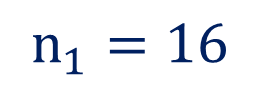 n₁ = 16